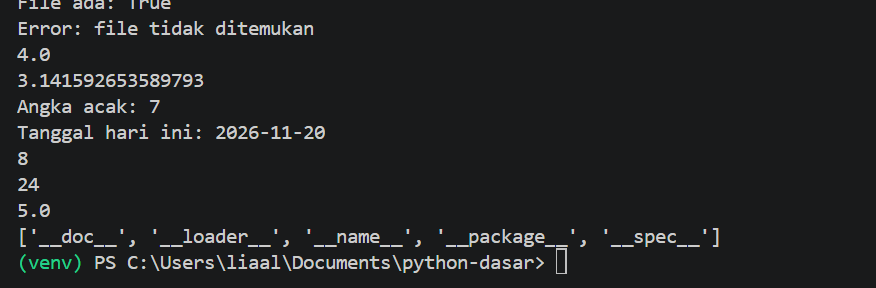 File ada: True
Error: file tidak ditemukan
4.0
3.141592653589793
Angka acak: 7
Tanggal hari ini: 2026-11-20
8
24
5.0
['__doc__', '__loader__', '__name__', '__package__', '__spec__']
(venv) PS C:\Users\liaal\Documents\python-dasar>